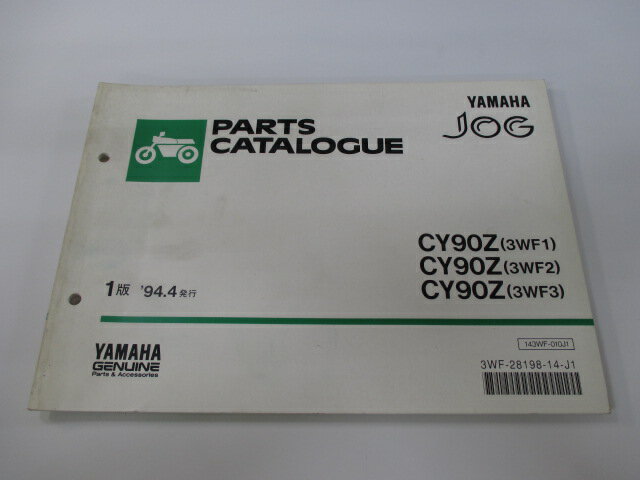 PARTS
CATALOGUE
YAMAHA
JOG
CY90Z(3WF1)
CY90Z(3WF2)
CY90Z(3WF3)
1版 '94.4発行
143WF-010J1
YAMAHA
GENUINE
Parts & Accessories
3WF-28198-14-J1